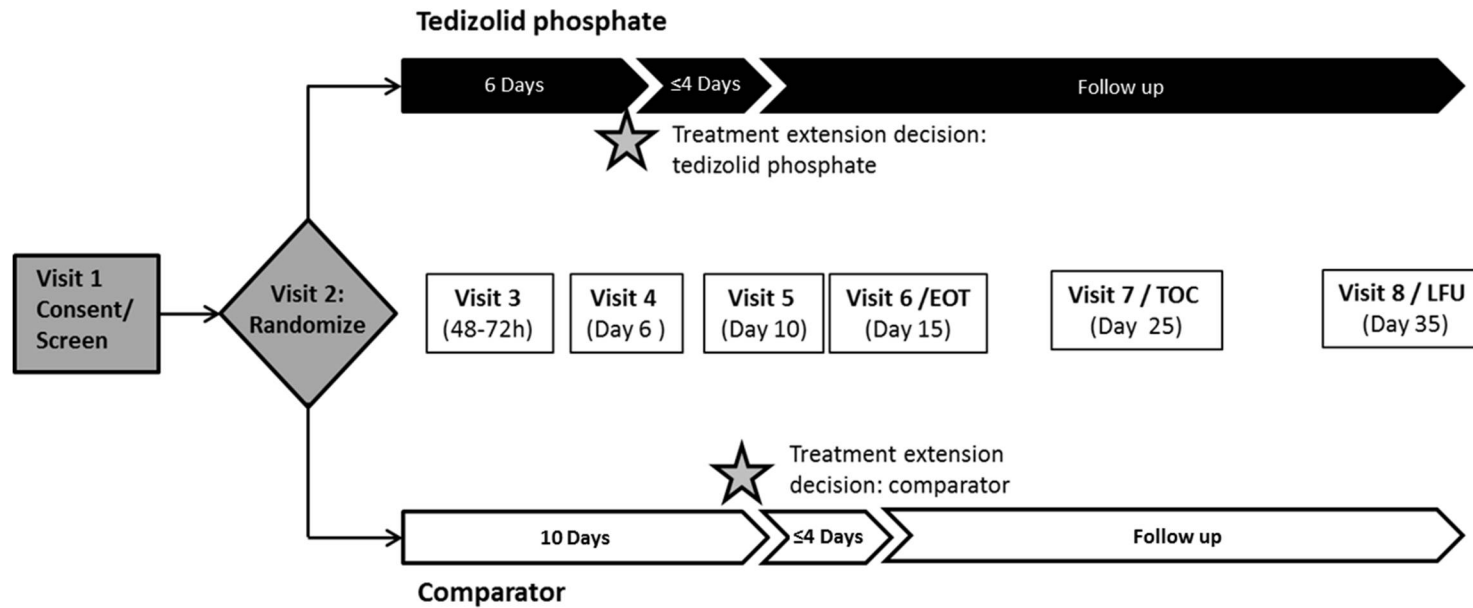 Tedizolid phosphate
6 Days
≤4 Days
Follow up
Treatment extension decision:
tedizolid phosphate
Visit 1
Consent/
Screen
Visit 2:
Randomize
Visit 3
(48-72h)
Visit 4
(Day 6 )
Visit 5
(Day 10)
Visit 6 /EOT
(Day 15)
Visit 7 / TOC
(Day 25)
Visit 8 / LFU
(Day 35)
Treatment extension
decision: comparator
10 Days
≤4 Days
Follow up
Comparator